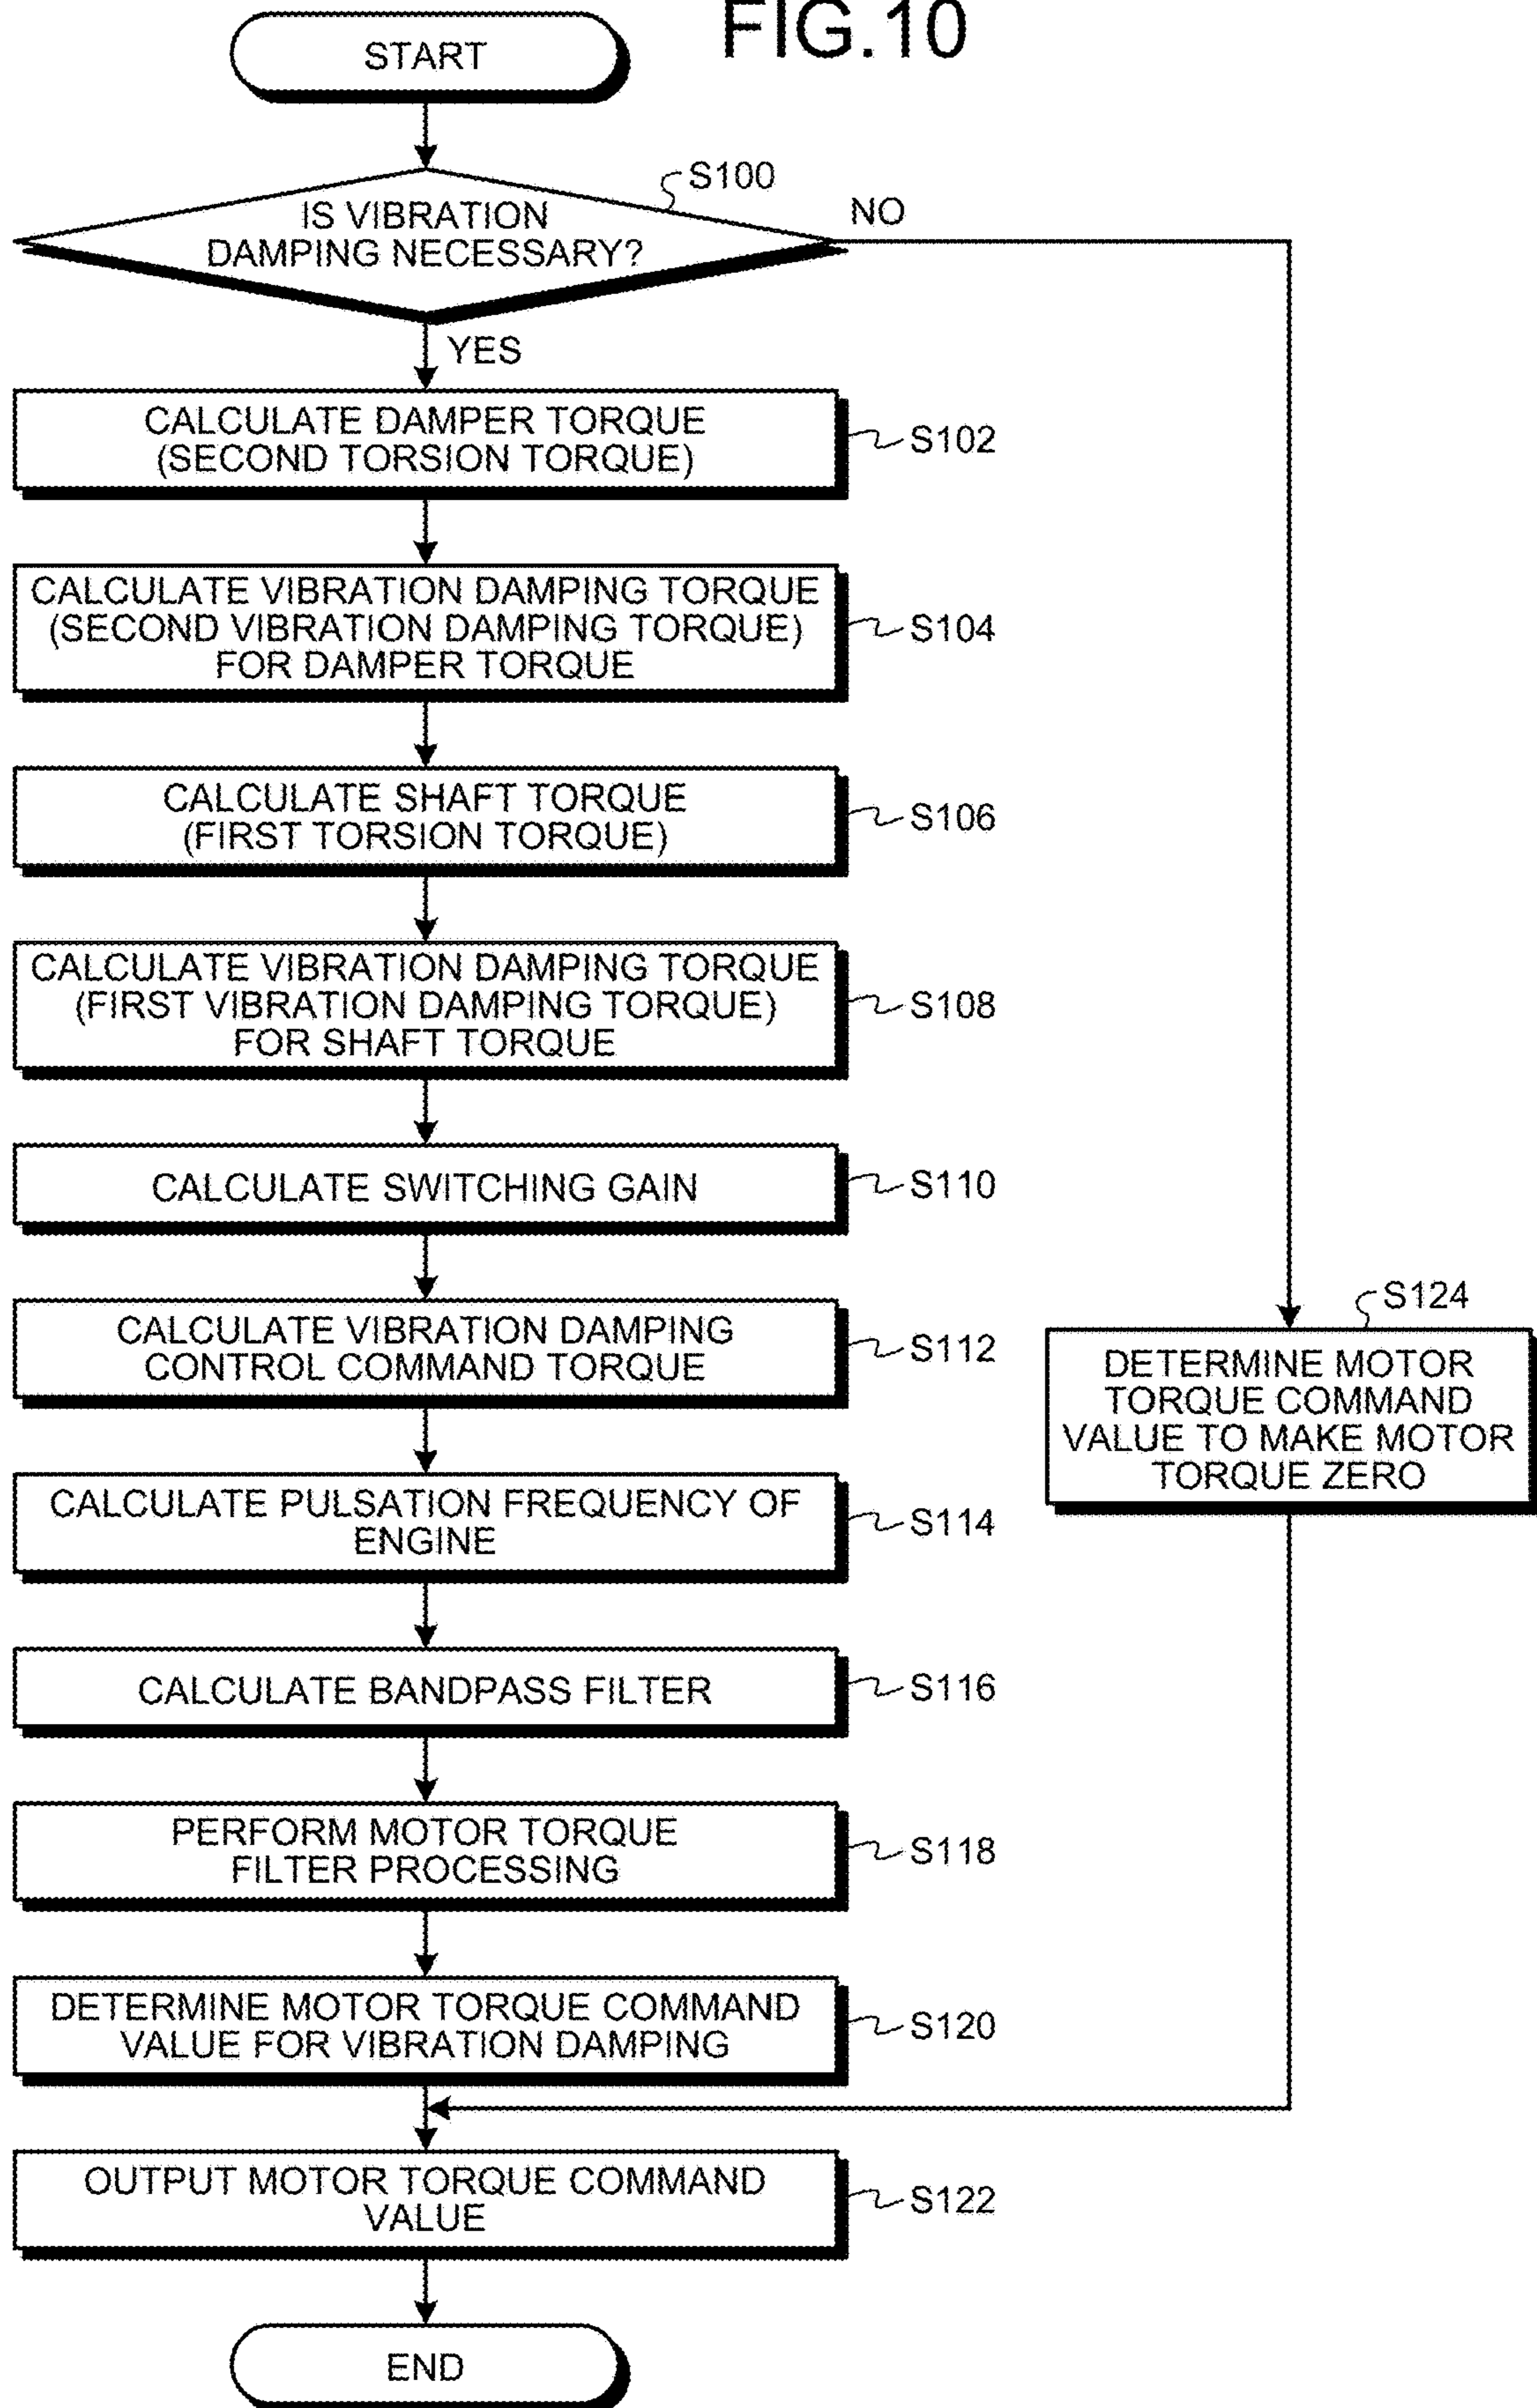 FIG.10
START
S100
IS VIBRATION
DAMPING NECESSARY?
NO
YES
CALCULATE DAMPER TORQUE
(SECOND TORSION TORQUE)
S102
CALCULATE VIBRATION DAMPING TORQUE
(SECOND VIBRATION DAMPING TORQUE)
FOR DAMPER TORQUE
S104
CALCULATE SHAFT TORQUE
(FIRST TORSION TORQUE)
S106
CALCULATE VIBRATION DAMPING TORQUE
(FIRST VIBRATION DAMPING TORQUE)
FOR SHAFT TORQUE
S108
CALCULATE SWITCHING GAIN
S110
CALCULATE VIBRATION DAMPING
CONTROL COMMAND TORQUE
S112
S124
DETERMINE MOTOR
TORQUE COMMAND
VALUE TO MAKE MOTOR
TORQUE ZERO
CALCULATE PULSATION FREQUENCY OF
ENGINE
S114
CALCULATE BANDPASS FILTER
S116
PERFORM MOTOR TORQUE
FILTER PROCESSING
S118
DETERMINE MOTOR TORQUE COMMAND
VALUE FOR VIBRATION DAMPING
S120
OUTPUT MOTOR TORQUE COMMAND
VALUE
S122
END